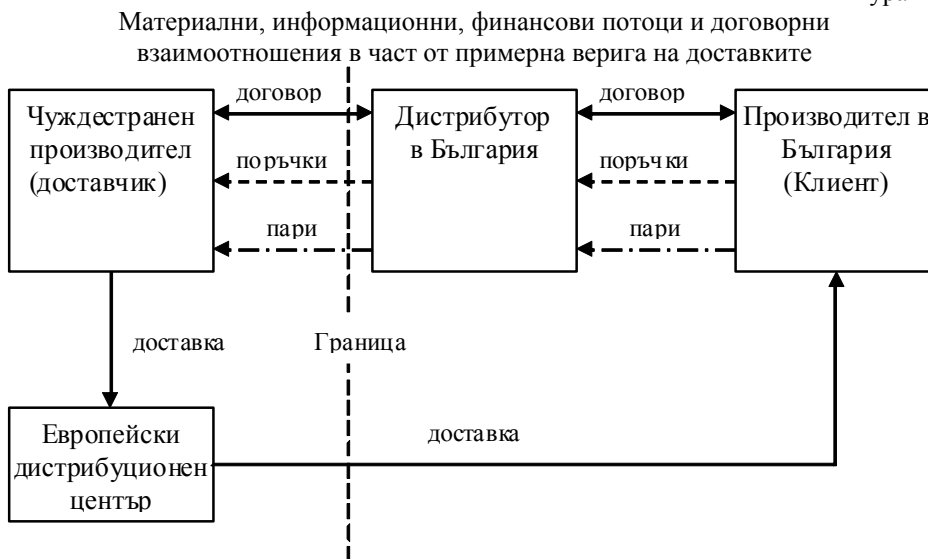 Материални, информационни, финансови потоци и договорни
взаимоотношения в част от примерна верига на доставките
Чуждестранен
производител
(доставчик)
договор
поръчки
пари
Дистрибутор
в България
договор
поръчки
пари
Производител в
България
(Клиент)
доставка
Граница
Европейски
дистрибуционен
център
доставка